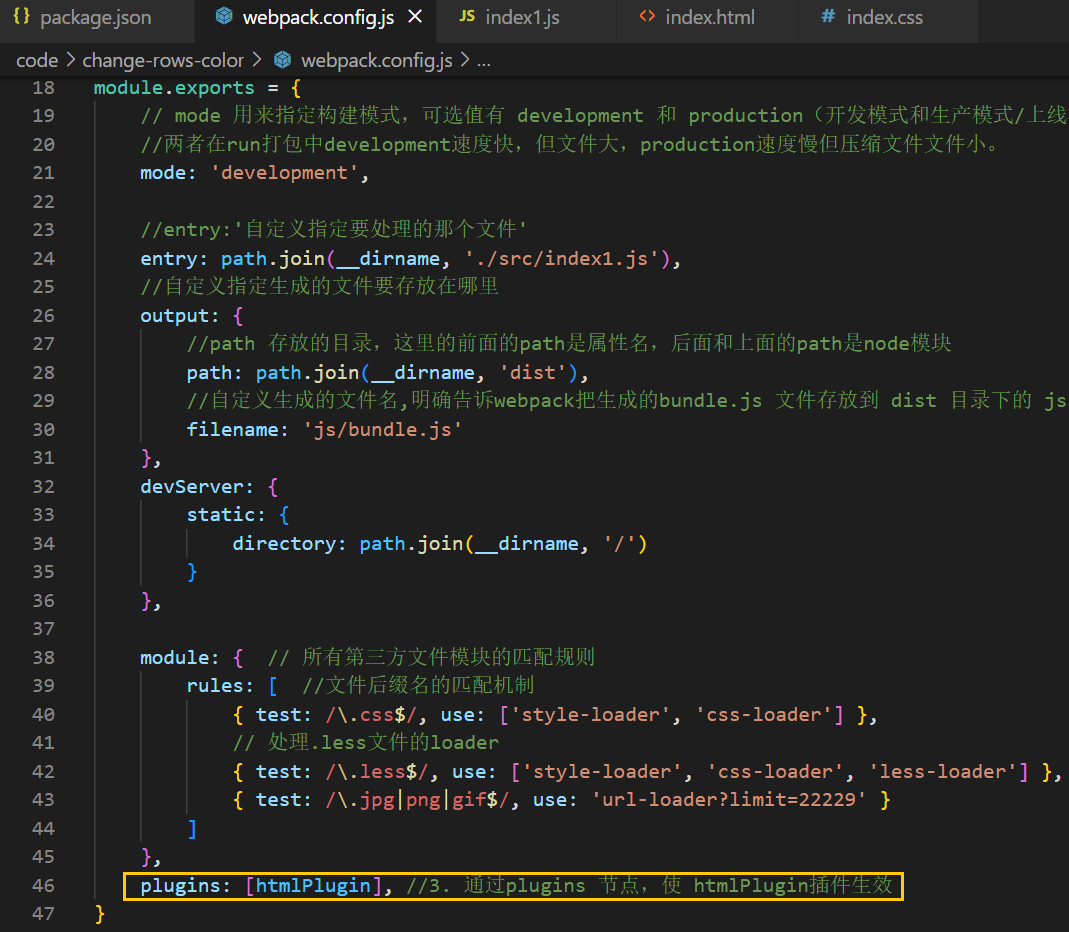 {} package.json webpack.config.js × JS index1.js <> index.html # index.css
code > change-rows-color > webpack.config.js > ...
18 module.exports = {
19 // mode 用来指定构建模式，可选值有 development 和 production（开发模式和生产模式/上线
20 //两者在run打包中development速度快，但文件大，production速度慢但压缩文件文件小。
21 mode: 'development',
22
23 //entry:'自定义指定要处理的那个文件'
24 entry: path.join(__dirname, './src/index1.js'),
25 //自定义指定生成的文件要存放在哪里
26 output: {
27 //path 存放的目录，这里的前面的path是属性名，后面和上面的path是node模块
28 path: path.join(__dirname, 'dist'),
29 //自定义生成的文件名,明确告诉webpack把生成的bundle.js 文件存放到 dist 目录下的 js
30 filename: 'js/bundle.js'
31 },
32 devServer: {
33 static: {
34 directory: path.join(__dirname, '/')
35 }
36 },
37
38 module: { // 所有第三方文件模块的匹配规则
39 rules: [ //文件后缀名的匹配机制
40 { test: /\.css$/, use: ['style-loader', 'css-loader'] },
41 // 处理.less文件的loader
42 { test: /\.less$/, use: ['style-loader', 'css-loader', 'less-loader'] },
43 { test: /\.jpg|png|gif$/, use: 'url-loader?limit=22229' }
44 ]
45 },
46 plugins: [htmlPlugin], //3. 通过plugins 节点，使 htmlPlugin插件生效
47 }